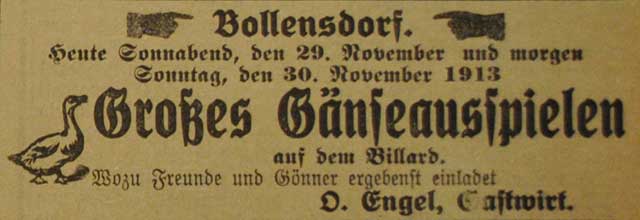 Bollensdorf.
Heute Sonnabend, den 29. November und morgen
Sonntag, den 30. November 1913
Großes Gänseausspielen
auf dem Billard.
Wozu Freunde und Gönner ergebenst einladet
O. Engel, Gastwirt.